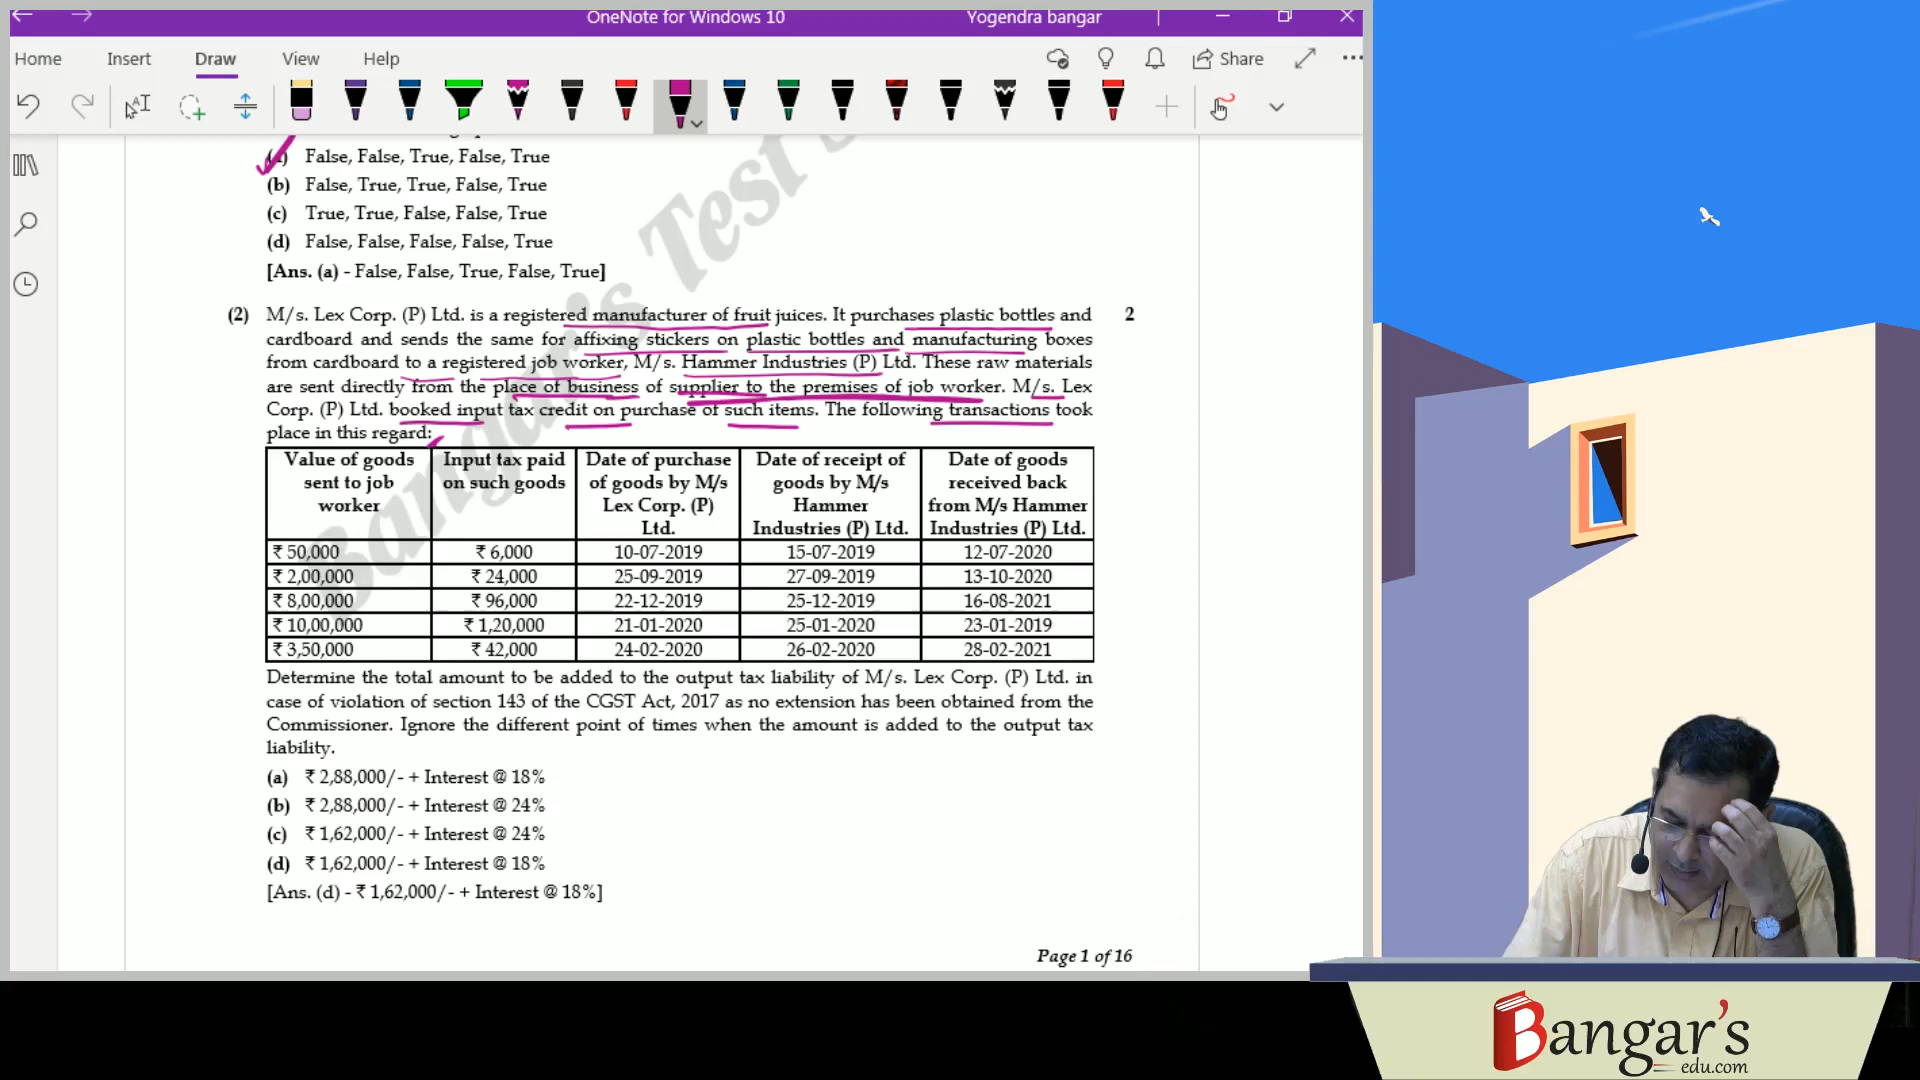 OneNote for Windows 10
Yogendra bangar
Home
Insert
Draw
View
Help
Share
(a) False, False, True, False, True
(b) False, True, True, False, True
(c) True, True, False, False, True
(d) False, False, False, False, True
[Ans. (a) - False, False, True, False, True]
(2) M/s. Lex Corp. (P) Ltd. is a registered manufacturer of fruit juices. It purchases plastic bottles and 2
cardboard and sends the same for affixing stickers on plastic bottles and manufacturing boxes
from cardboard to a registered job worker, M/s. Hammer Industries (P) Ltd. These raw materials
are sent directly from the place of business of supplier to the premises of job worker. M/s. Lex
Corp. (P) Ltd. booked input tax credit on purchase of such items. The following transactions took
place in this regard:
Value of goods sent to job worker | Input tax paid on such goods | Date of purchase of goods by M/s Lex Corp. (P) Ltd. | Date of receipt of goods by M/s Hammer Industries (P) Ltd. | Date of goods received back from M/s Hammer Industries (P) Ltd.
₹ 50,000 | ₹ 6,000 | 10-07-2019 | 15-07-2019 | 12-07-2020
₹ 2,00,000 | ₹ 24,000 | 25-09-2019 | 27-09-2019 | 13-10-2020
₹ 8,00,000 | ₹ 96,000 | 22-12-2019 | 25-12-2019 | 16-08-2021
₹ 10,00,000 | ₹ 1,20,000 | 21-01-2020 | 25-01-2020 | 23-01-2019
₹ 3,50,000 | ₹ 42,000 | 24-02-2020 | 26-02-2020 | 28-02-2021
Determine the total amount to be added to the output tax liability of M/s. Lex Corp. (P) Ltd. in
case of violation of section 143 of the CGST Act, 2017 as no extension has been obtained from the
Commissioner. Ignore the different point of times when the amount is added to the output tax
liability.
(a) ₹ 2,88,000/- + Interest @ 18%
(b) ₹ 2,88,000/- + Interest @ 24%
(c) ₹ 1,62,000/- + Interest @ 24%
(d) ₹ 1,62,000/- + Interest @ 18%
[Ans. (d) - ₹ 1,62,000/- + Interest @ 18%]
Page 1 of 16
Bangar's Test
Bangar's
edu.com